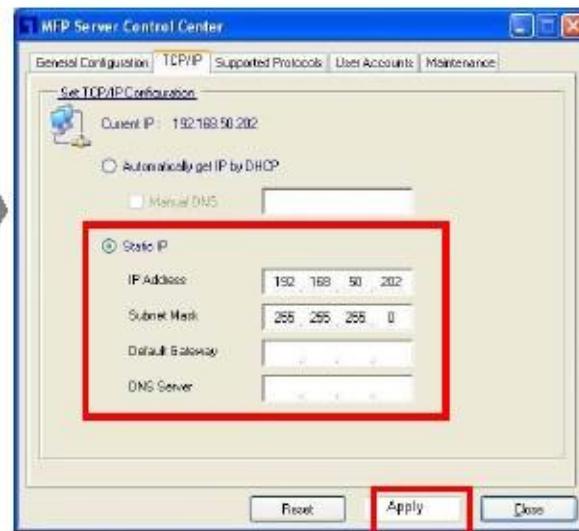 MFP Server Control Center
General Configuration TCP/IP Supported Protocols User Accounts Maintenance
Set TCP/IP Configuration
Current IP : 192.168.50.202
Automatically get IP by DHCP
Manual DNS
Static IP
IP Address 192 . 168 . 50 . 202
Subnet Mask 255 . 255 . 255 . 0
Default Gateway . . .
DNS Server . . .
Reset Apply Close